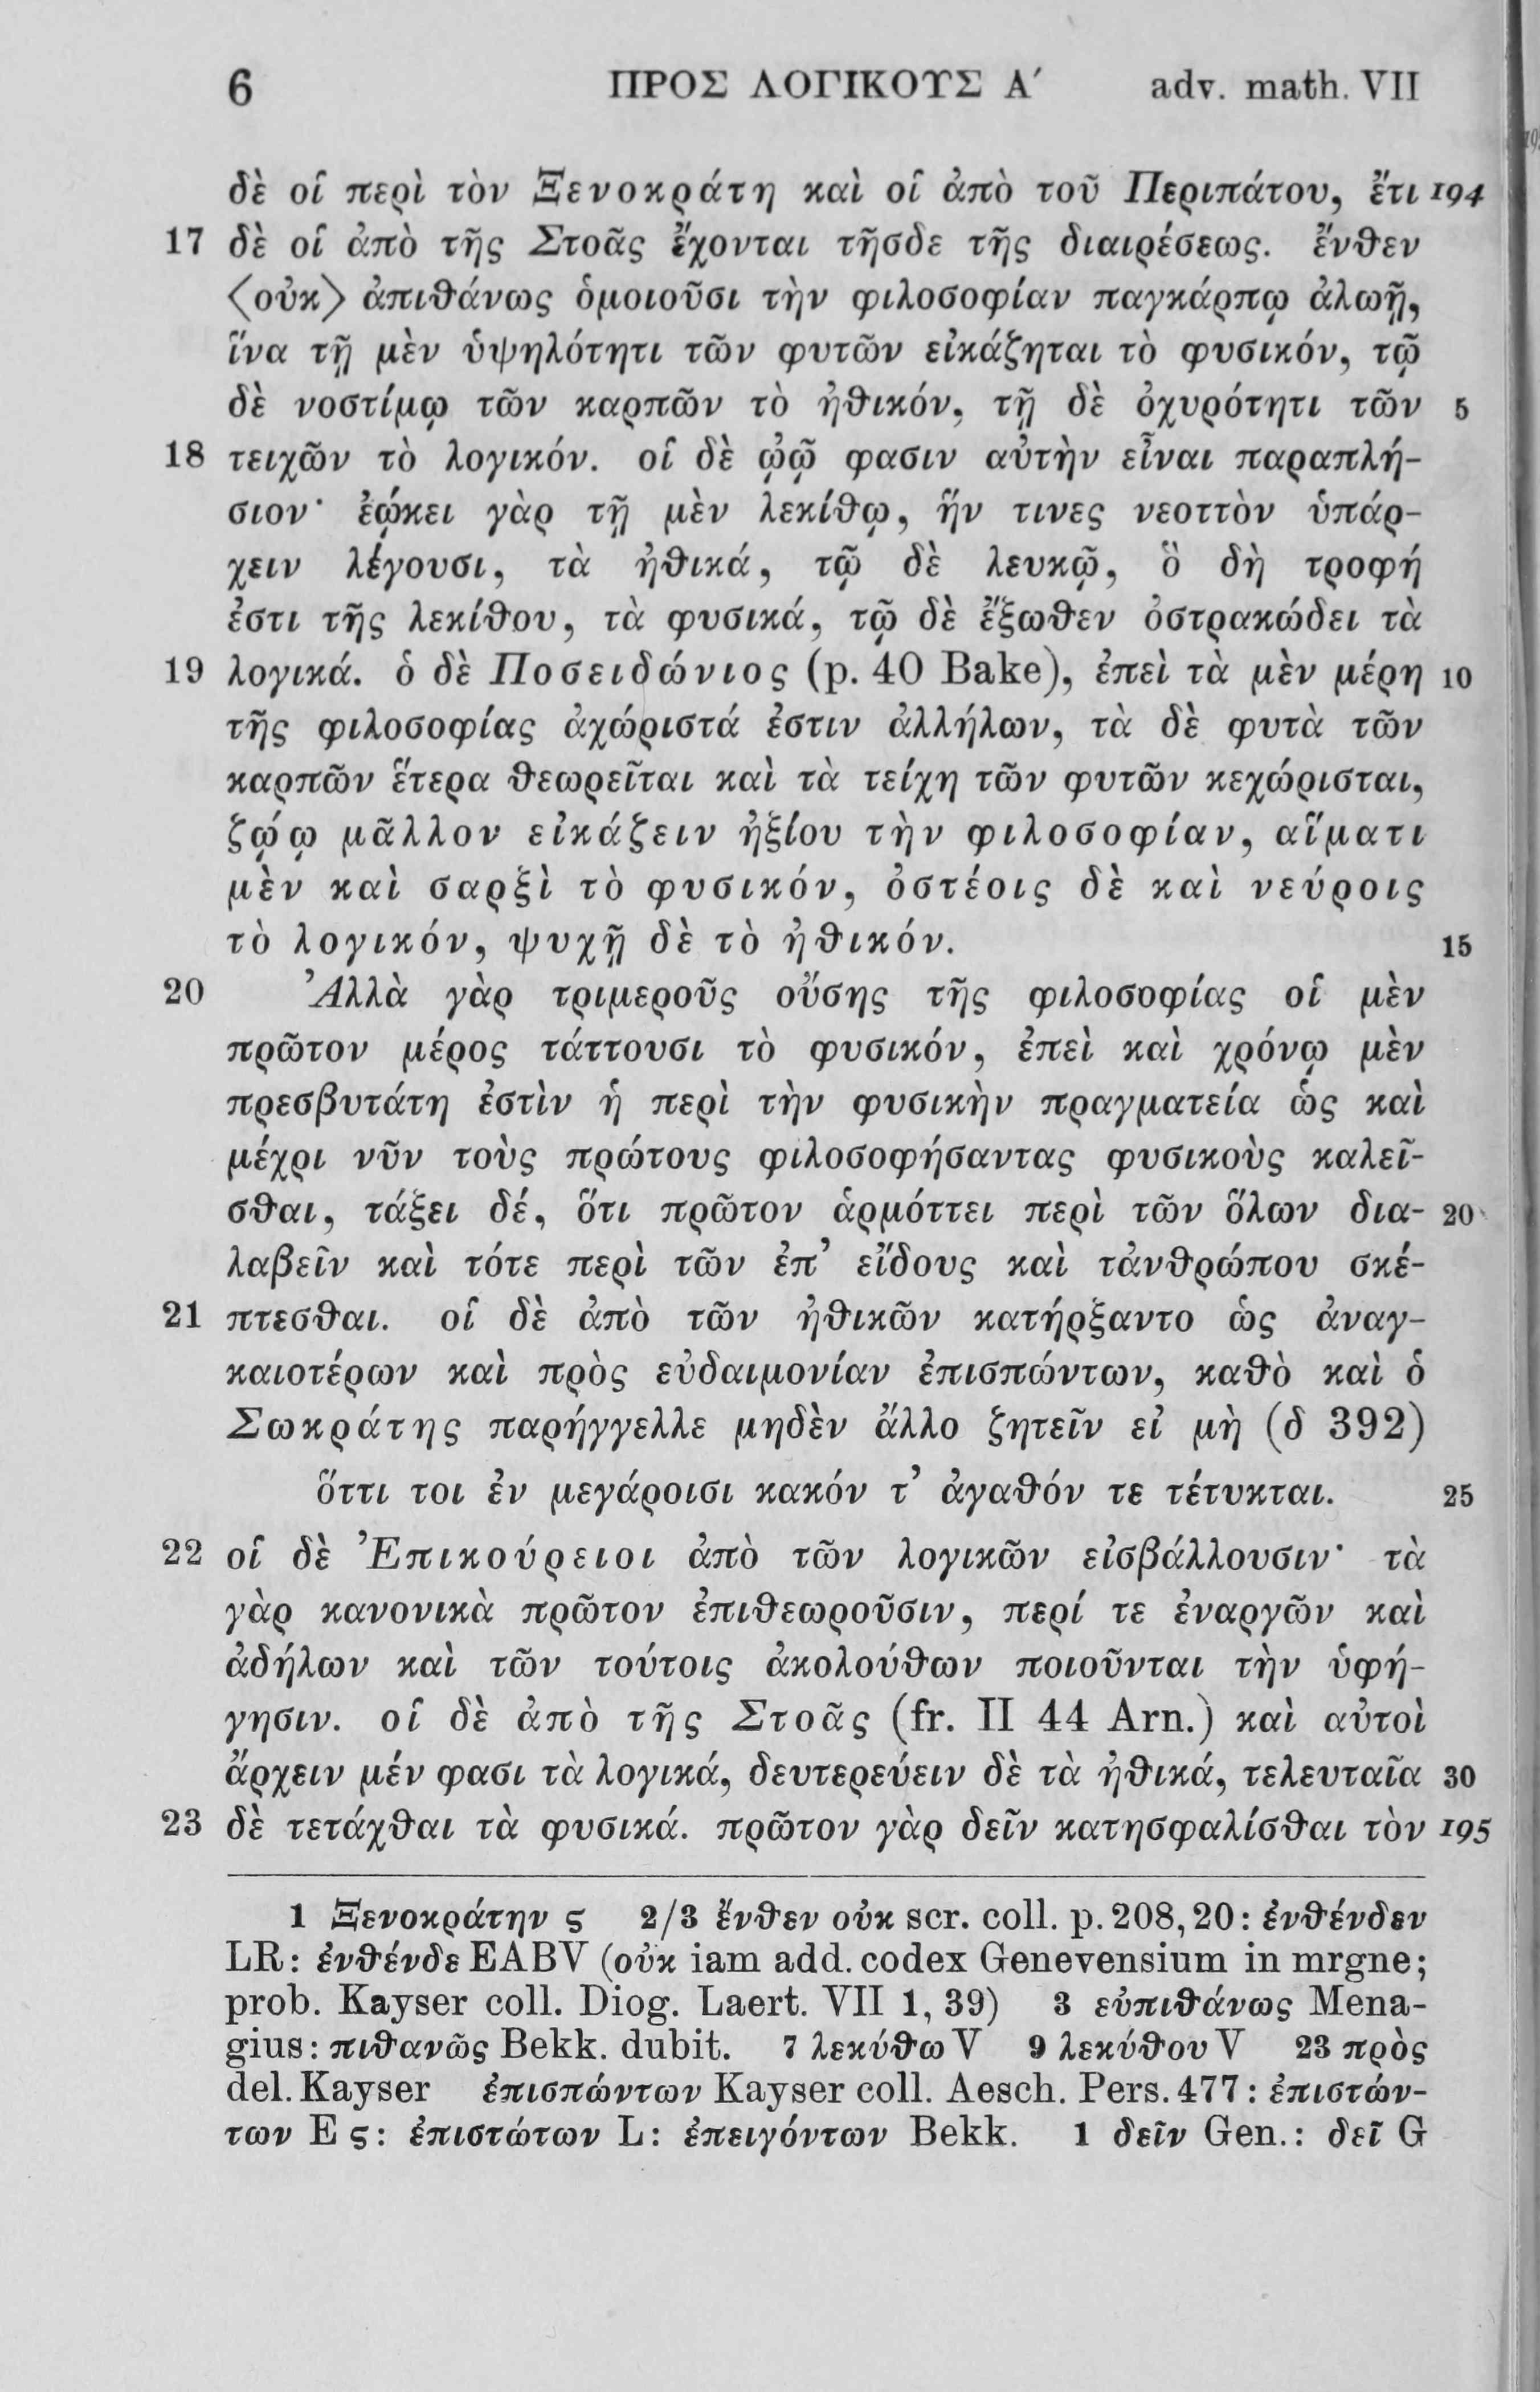 6 ΠΡΟΣ ΛΟΓΙΚΟΥΣ Α´ adv. math. VII
δὲ οἱ περὶ τὸν Ξενοκράτη καὶ οἱ ἀπὸ τοῦ Περιπάτου, ἔτι 194
17 δὲ οἱ ἀπὸ τῆς Στοᾶς ἔχονται τῆσδε τῆς διαιρέσεως. ἔνθεν
⟨οὐκ⟩ ἀπιθάνως ὁμοιοῦσι τὴν φιλοσοφίαν παγκάρπῳ ἀλωῇ,
ἵνα τῇ μὲν ὑψηλότητι τῶν φυτῶν εἰκάζηται τὸ φυσικόν, τῷ
δὲ νοστίμῳ τῶν καρπῶν τὸ ἠθικόν, τῇ δὲ ὀχυρότητι τῶν 5
18 τειχῶν τὸ λογικόν. οἱ δὲ ᾠῷ φασιν αὐτὴν εἶναι παραπλή-
σιον· ἐῴκει γὰρ τῇ μὲν λεκίθῳ, ἥν τινες νεοττὸν ὑπάρ-
χειν λέγουσι, τὰ ἠθικά, τῷ δὲ λευκῷ, ὃ δὴ τροφή
ἐστι τῆς λεκίθου, τὰ φυσικά, τῷ δὲ ἔξωθεν ὀστρακώδει τὰ
19 λογικά. ὁ δὲ Ποσειδώνιος (p. 40 Bake), ἐπεὶ τὰ μὲν μέρη 10
τῆς φιλοσοφίας ἀχώριστά ἐστιν ἀλλήλων, τὰ δὲ φυτὰ τῶν
καρπῶν ἕτερα θεωρεῖται καὶ τὰ τείχη τῶν φυτῶν κεχώρισται,
ζῴῳ μᾶλλον εἰκάζειν ἠξίου τὴν φιλοσοφίαν, αἵματι
μὲν καὶ σαρξὶ τὸ φυσικόν, ὀστέοις δὲ καὶ νεύροις
τὸ λογικόν, ψυχῇ δὲ τὸ ἠθικόν. 15
20 Ἀλλὰ γὰρ τριμεροῦς οὔσης τῆς φιλοσοφίας οἱ μὲν
πρῶτον μέρος τάττουσι τὸ φυσικόν, ἐπεὶ καὶ χρόνῳ μὲν
πρεσβυτάτη ἐστὶν ἡ περὶ τὴν φυσικὴν πραγματεία ὡς καὶ
μέχρι νῦν τοὺς πρώτους φιλοσοφήσαντας φυσικοὺς καλεῖ-
σθαι, τάξει δέ, ὅτι πρῶτον ἁρμόττει περὶ τῶν ὅλων δια- 20
λαβεῖν καὶ τότε περὶ τῶν ἐπ’ εἴδους καὶ τἀνθρώπου σκέ-
21 πτεσθαι. οἱ δὲ ἀπὸ τῶν ἠθικῶν κατήρξαντο ὡς ἀναγ-
καιοτέρων καὶ πρὸς εὐδαιμονίαν ἐπισπώντων, καθὸ καὶ ὁ
Σωκράτης παρήγγελλε μηδὲν ἄλλο ζητεῖν εἰ μὴ (δ 392)
ὅττι τοι ἐν μεγάροισι κακόν τ’ ἀγαθόν τε τέτυκται. 25
22 οἱ δὲ Ἐπικούρειοι ἀπὸ τῶν λογικῶν εἰσβάλλουσιν· τὰ
γὰρ κανονικὰ πρῶτον ἐπιθεωροῦσιν, περί τε ἐναργῶν καὶ
ἀδήλων καὶ τῶν τούτοις ἀκολούθων ποιοῦνται τὴν ὑφή-
γησιν. οἱ δὲ ἀπὸ τῆς Στοᾶς (fr. II 44 Arn.) καὶ αὐτοὶ
ἄρχειν μέν φασι τὰ λογικά, δευτερεύειν δὲ τὰ ἠθικά, τελευταῖα 30
23 δὲ τετάχθαι τὰ φυσικά. πρῶτον γὰρ δεῖν κατησφαλίσθαι τὸν 195
1 Ξενοκράτην ς 2/3 ἔνθεν οὐκ scr. coll. p. 208, 20: ἐνθένδεν
LR: ἐνθένδε EABV (οὐκ iam add. codex Genevensium in mrgne;
prob. Kayser coll. Diog. Laert. VII 1, 39) 3 εὐπιθάνως Mena-
gius: πιθανῶς Bekk. dubit. 7 λεκύθω V 9 λεκύθου V 23 πρὸς
del. Kayser ἐπισπώντων Kayser coll. Aesch. Pers. 477: ἐπιστών-
των E ς: ἐπιστώτων L: ἐπειγόντων Bekk. 1 δεῖν Gen.: δεῖ G